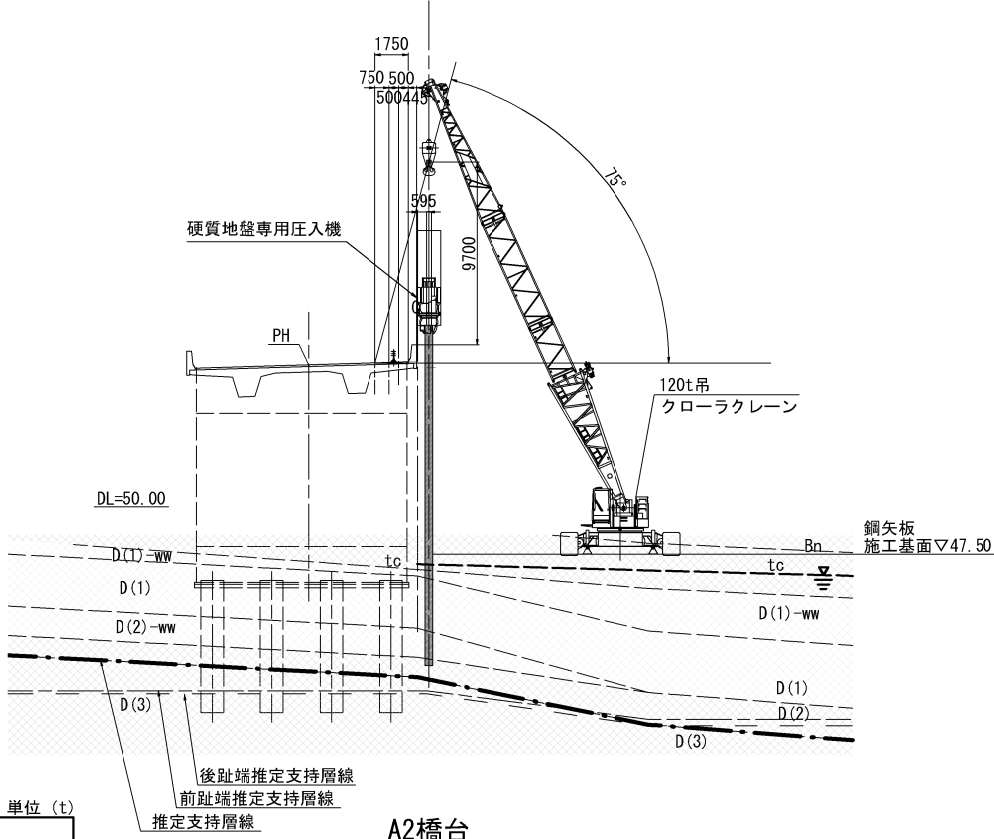 1750
750 500
500 445
75°
595
硬質地盤専用圧入機
9700
PH
120t吊
クローラクレーン
DL=50.00
鋼矢板
施工基面▽47.50
Bn
D(1)-ww
tc
tc
D(1)
D(1)-ww
D(2)-ww
D(1)
D(2)
D(3)
D(3)
後趾端推定支持層線
前趾端推定支持層線
推定支持層線
単位 (t)
A2橋台